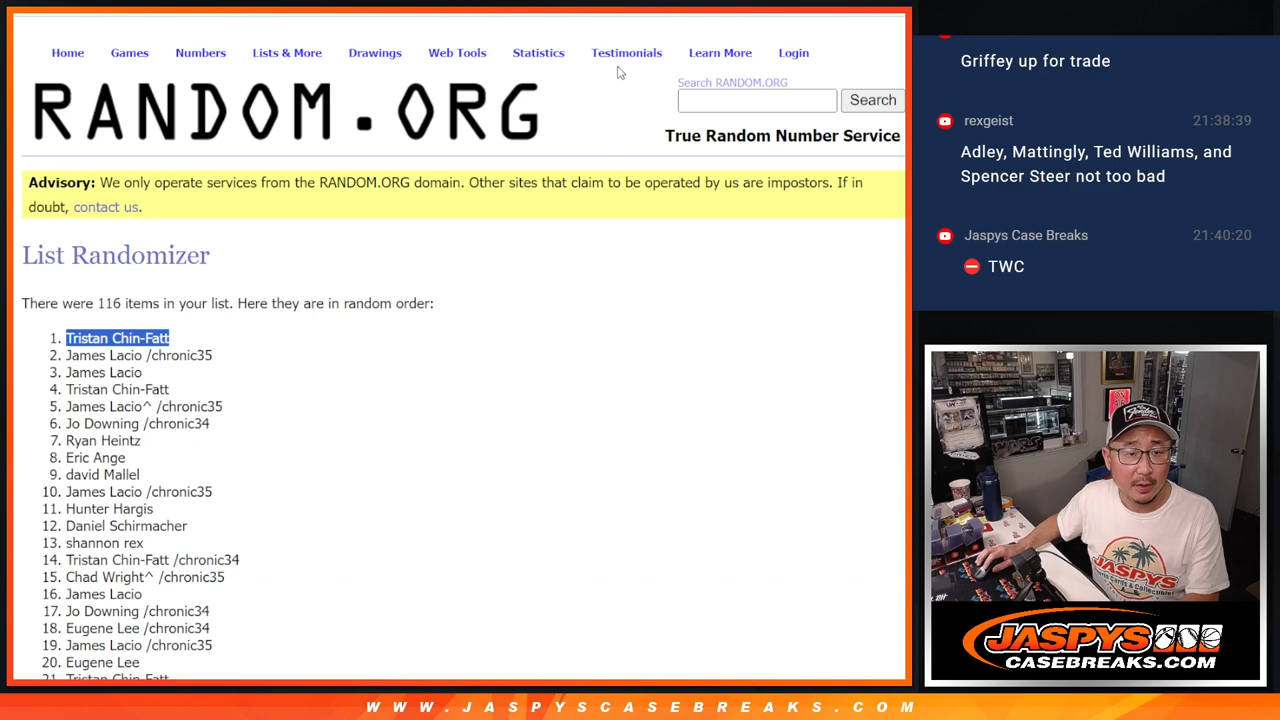 Home Games Numbers Lists & More Drawings Web Tools Statistics Testimonials Learn More Login
RANDOM.ORG
Search RANDOM.ORG
Search
True Random Number Service
Advisory: We only operate services from the RANDOM.ORG domain. Other sites that claim to be operated by us are impostors. If in
doubt, contact us.
List Randomizer
There were 116 items in your list. Here they are in random order:
1. Tristan Chin-Fatt
2. James Lacio /chronic35
3. James Lacio
4. Tristan Chin-Fatt
5. James Lacio^ /chronic35
6. Jo Downing /chronic34
7. Ryan Heintz
8. Eric Ange
9. david Mallel
10. James Lacio /chronic35
11. Hunter Hargis
12. Daniel Schirmacher
13. shannon rex
14. Tristan Chin-Fatt /chronic34
15. Chad Wright^ /chronic35
16. James Lacio
17. Jo Downing /chronic34
18. Eugene Lee /chronic34
19. James Lacio /chronic35
20. Eugene Lee
21. Tristan Chin-Fatt
Griffey up for trade
rexgeist 21:38:39
Adley, Mattingly, Ted Williams, and
Spencer Steer not too bad
Jaspys Case Breaks 21:40:20
TWC
JASPYS
JASPYS
CASEBREAKS.COM
WWW.JASPYSCASEBREAKS.COM